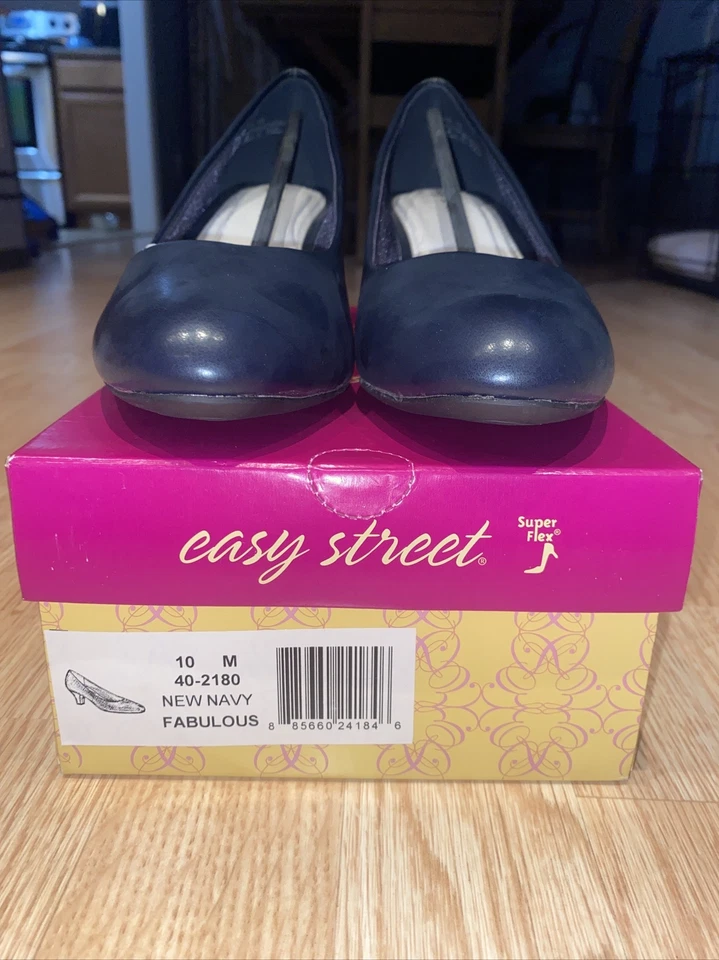 easy street®
Super
Flex®
10 M
40-2180
NEW NAVY
FABULOUS
8 85660 24184 6